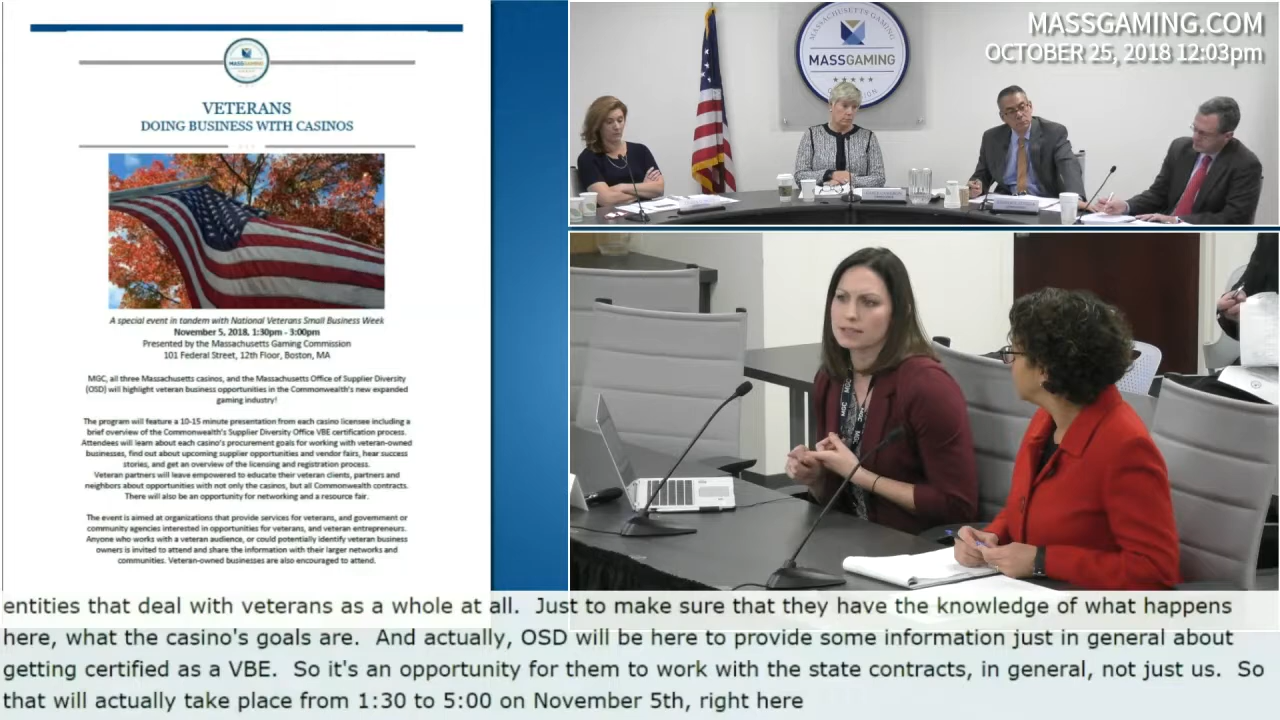 MASSGAMING
VETERANS
DOING BUSINESS WITH CASINOS
A special event in tandem with National Veterans Small Business Week
November 5, 2018, 1:30pm - 3:00pm
Presented by the Massachusetts Gaming Commission
101 Federal Street, 12th Floor, Boston, MA
MGC, all three Massachusetts casinos, and the Massachusetts Office of Supplier Diversity
(OSD) will highlight veteran business opportunities in the Commonwealth's new expanded
gaming industry!
The program will feature a 10-15 minute presentation from each casino licensee including a
brief overview of the Commonwealth's Supplier Diversity Office VBE certification process.
Attendees will learn about each casino's procurement goals for working with veteran-owned
businesses, find out about upcoming supplier opportunities and vendor fairs, hear success
stories, and get an overview of the licensing and registration process.
Veteran partners will leave empowered to educate their veteran clients, partners and
neighbors about opportunities with not only the casinos, but all Commonwealth contracts.
There will also be an opportunity for networking and a resource fair.
The event is aimed at organizations that provide services for veterans, and government or
community agencies interested in opportunities for veterans, and veteran entrepreneurs.
Anyone who works with a veteran audience, or could potentially identify veteran business
owners is invited to attend and share the information with their larger networks and
communities. Veteran-owned businesses are also encouraged to attend.
MASSACHUSETTS GAMING
MASSGAMING
MASSGAMING.COM
OCTOBER 25, 2018 12:03pm
MGC
entities that deal with veterans as a whole at all. Just to make sure that they have the knowledge of what happens
here, what the casino's goals are. And actually, OSD will be here to provide some information just in general about
getting certified as a VBE. So it's an opportunity for them to work with the state contracts, in general, not just us. So
that will actually take place from 1:30 to 5:00 on November 5th, right here